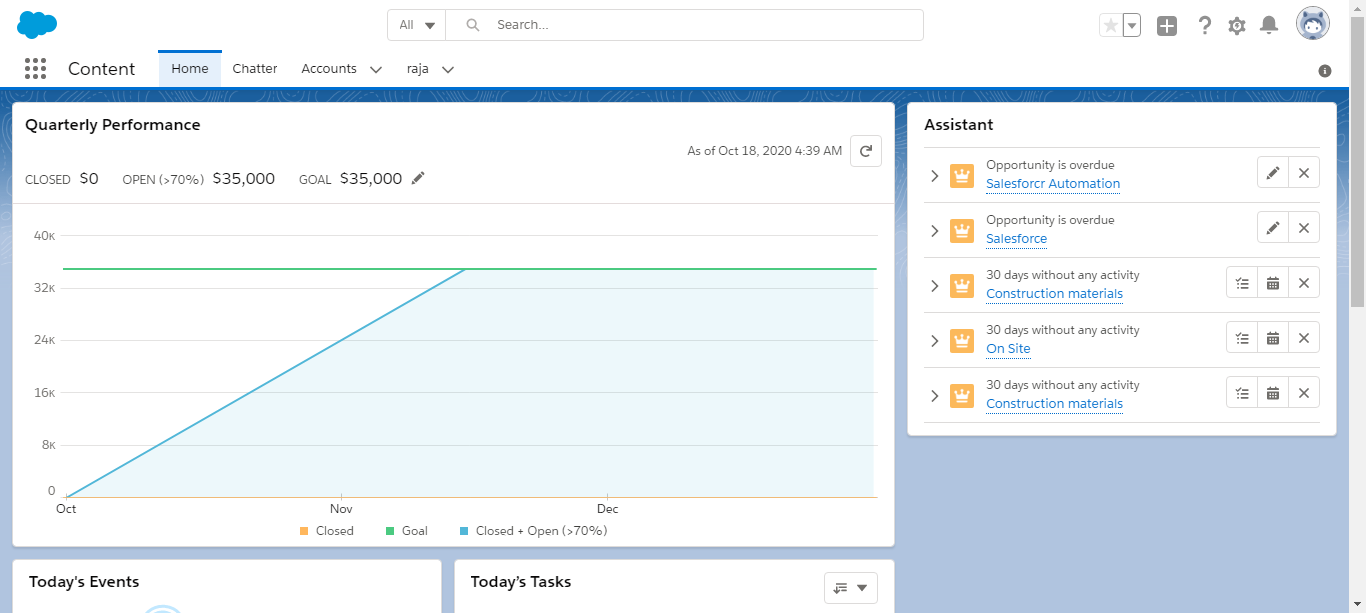 All
Search...
Content
Home
Chatter
Accounts
raja
Quarterly Performance
As of Oct 18, 2020 4:39 AM
CLOSED $0 OPEN (>70%) $35,000 GOAL $35,000
40K
32K
24K
16K
8K
0
Oct Nov Dec
Closed Goal Closed + Open (>70%)
Assistant
Opportunity is overdue
Salesforcr Automation
Opportunity is overdue
Salesforce
30 days without any activity
Construction materials
30 days without any activity
On Site
30 days without any activity
Construction materials
Today's Events
Today's Tasks